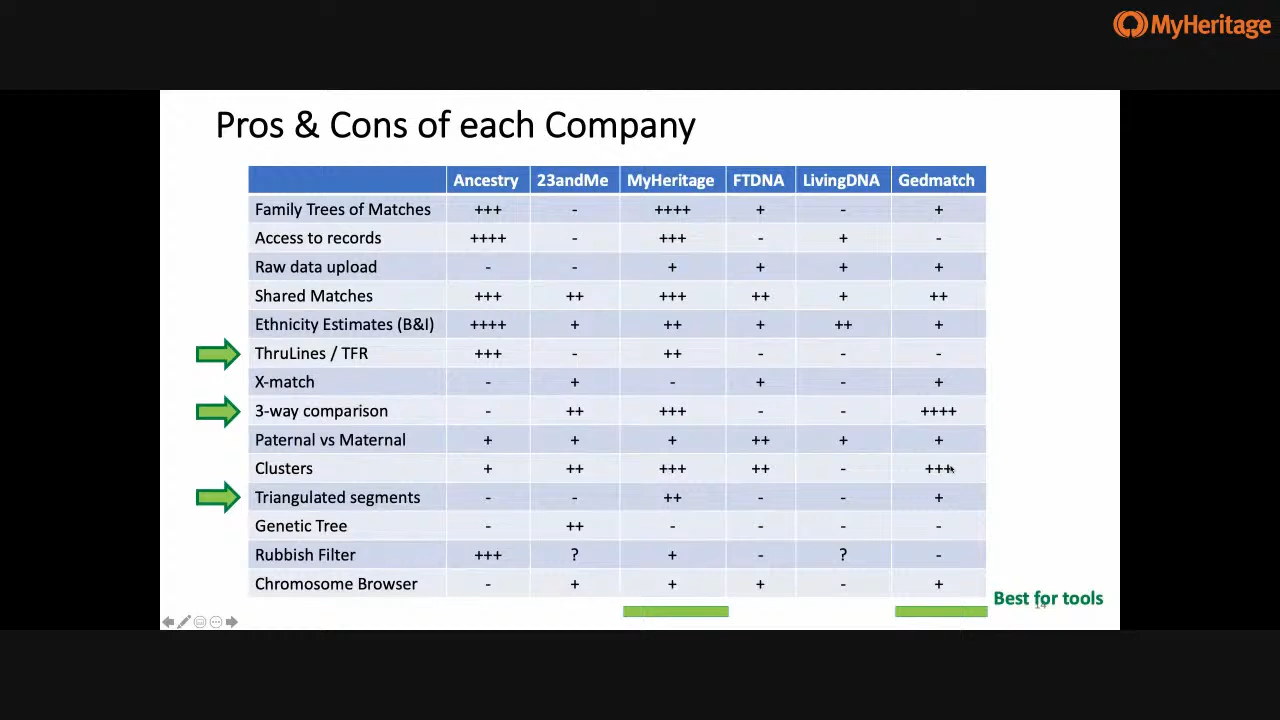 MyHeritage
Pros & Cons of each Company
Ancestry 23andMe MyHeritage FTDNA LivingDNA Gedmatch
Family Trees of Matches +++ - ++++ + - +
Access to records ++++ - +++ - + -
Raw data upload - - + + + +
Shared Matches +++ ++ +++ ++ + ++
Ethnicity Estimates (B&I) ++++ + ++ + ++ +
ThruLines / TFR +++ - ++ - - -
X-match - + - + - +
3-way comparison - ++ +++ - - ++++
Paternal vs Maternal + + + ++ + +
Clusters + ++ +++ ++ - +++
Triangulated segments - - ++ - - +
Genetic Tree - ++ - - - -
Rubbish Filter +++ ? + - ? -
Chromosome Browser - + + + - +
Best for tools
14